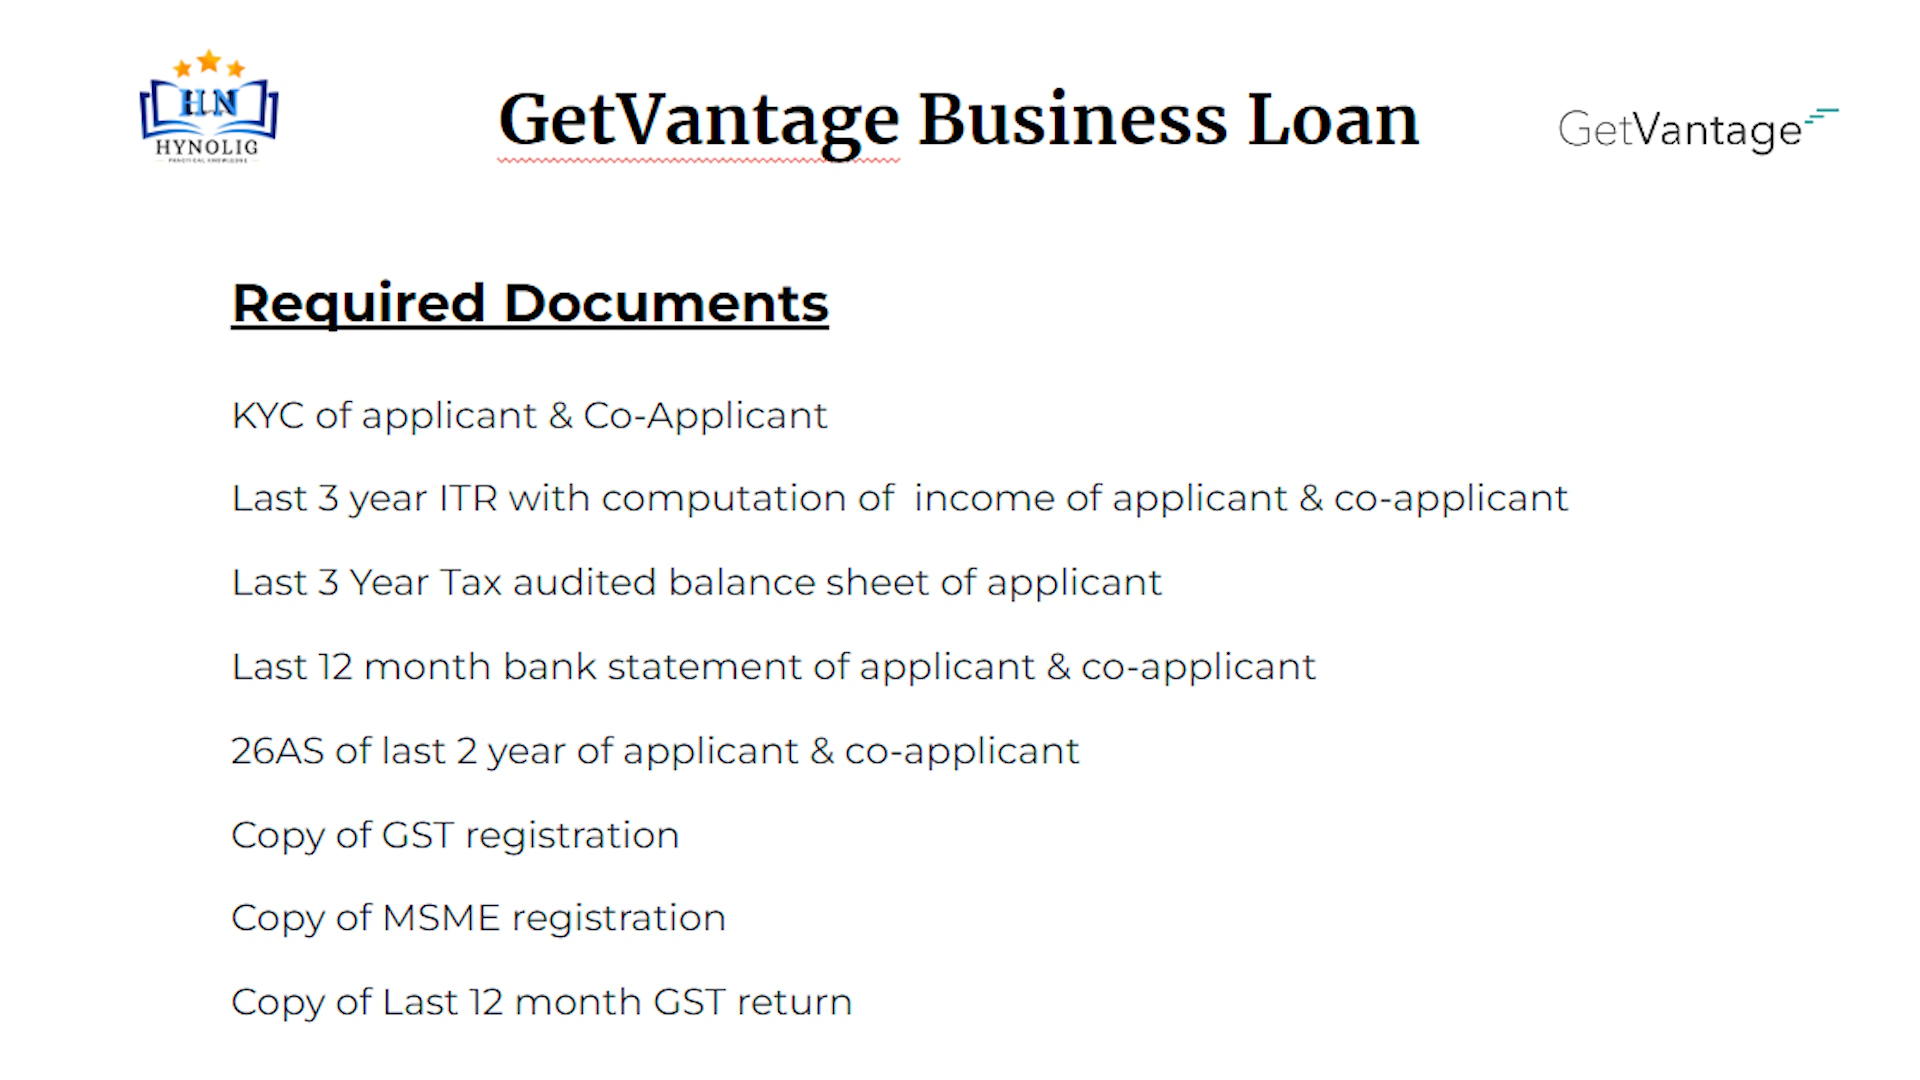 HN
HYNOLIG
PRACTICAL KNOWLEDGE
GetVantage Business Loan
GetVantage
Required Documents
KYC of applicant & Co-Applicant
Last 3 year ITR with computation of  income of applicant & co-applicant
Last 3 Year Tax audited balance sheet of applicant
Last 12 month bank statement of applicant & co-applicant
26AS of last 2 year of applicant & co-applicant
Copy of GST registration
Copy of MSME registration
Copy of Last 12 month GST return